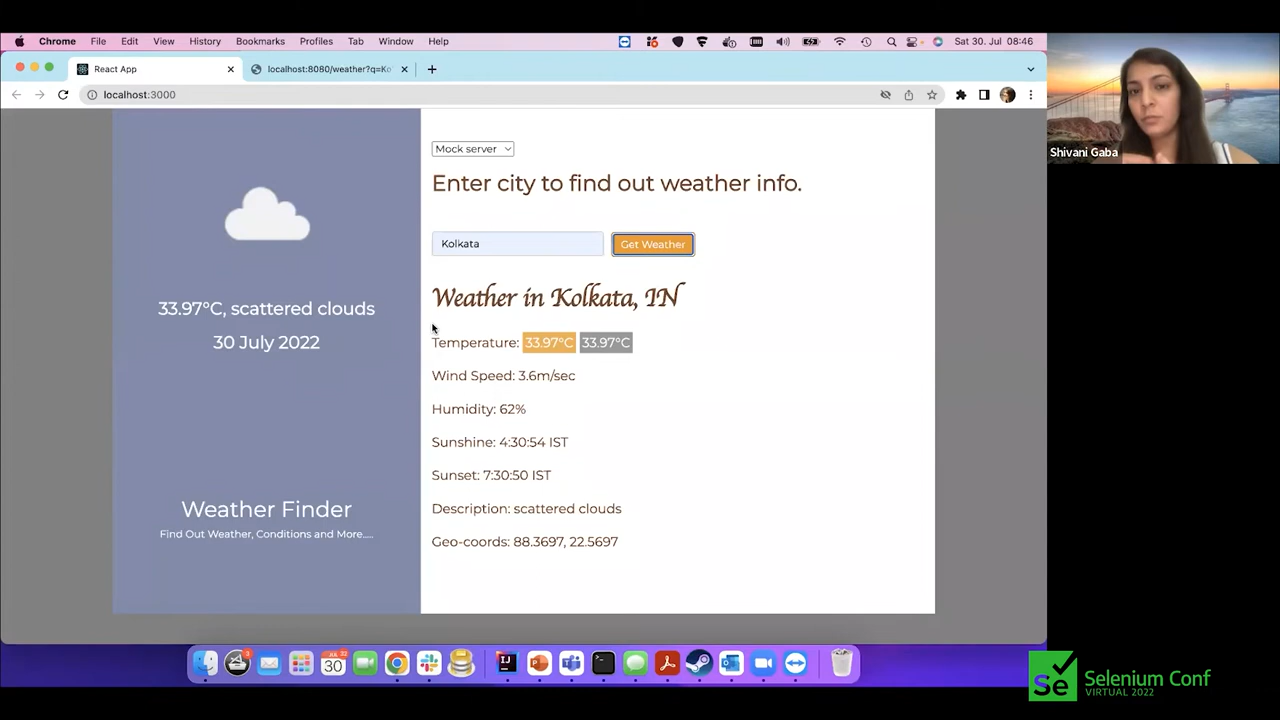 Chrome File Edit View History Bookmarks Profiles Tab Window Help
Sat 30. Jul 08:46
React App
localhost:8080/weather?q=Ko
localhost:3000
Mock server
Enter city to find out weather info.
Kolkata
Get Weather
Weather in Kolkata, IN
Temperature: 33.97°C 33.97°C
Wind Speed: 3.6m/sec
Humidity: 62%
Sunshine: 4:30:54 IST
Sunset: 7:30:50 IST
Description: scattered clouds
Geo-coords: 88.3697, 22.5697
33.97°C, scattered clouds
30 July 2022
Weather Finder
Find Out Weather, Conditions and More.....
Shivani Gaba
3
30
Se
Selenium Conf
VIRTUAL 2022